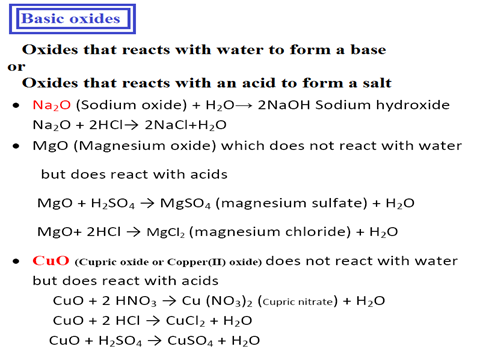 Basic oxides
Oxides that reacts with water to form a base
or
Oxides that reacts with an acid to form a salt
• Na₂O (Sodium oxide) + H₂O→ 2NaOH Sodium hydroxide
Na₂O + 2HCl→ 2NaCl+H₂O
• MgO (Magnesium oxide) which does not react with water
but does react with acids
MgO + H₂SO₄ → MgSO₄ (magnesium sulfate) + H₂O
MgO+ 2HCl → MgCl₂ (magnesium chloride) + H₂O
• CuO (Cupric oxide or Copper(II) oxide) does not react with water
but does react with acids
CuO + 2 HNO₃ → Cu (NO₃)₂ (Cupric nitrate) + H₂O
CuO + 2 HCl → CuCl₂ + H₂O
CuO + H₂SO₄ → CuSO₄ + H₂O